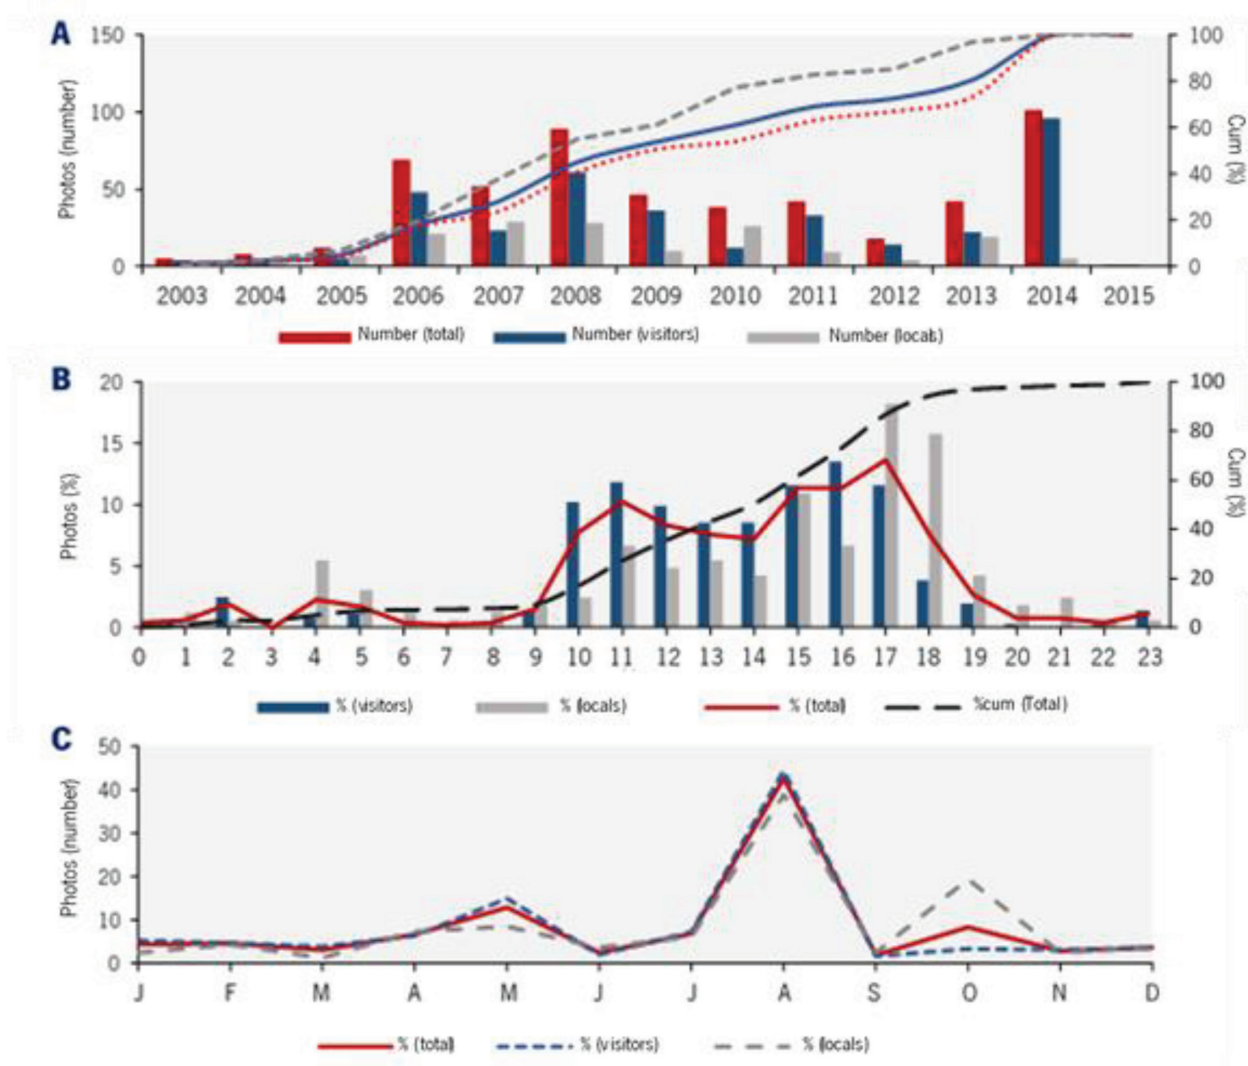 A
Photos (number)
150
100
50
0
100
80
60
40
20
0
Cum (%)
2003 2004 2005 2006 2007 2008 2009 2010 2011 2012 2013 2014 2015
Number (total) Number (visitors) Number (locals)
B
Photos (%)
20
15
10
5
0
100
80
60
40
20
0
Cum (%)
0 1 2 3 4 5 6 7 8 9 10 11 12 13 14 15 16 17 18 19 20 21 22 23
% (visitors) % (locals) % (total) %cum (Total)
C
Photos (number)
50
40
30
20
10
0
J F M A M J J A S O N D
% (total) % (visitors) % (locals)